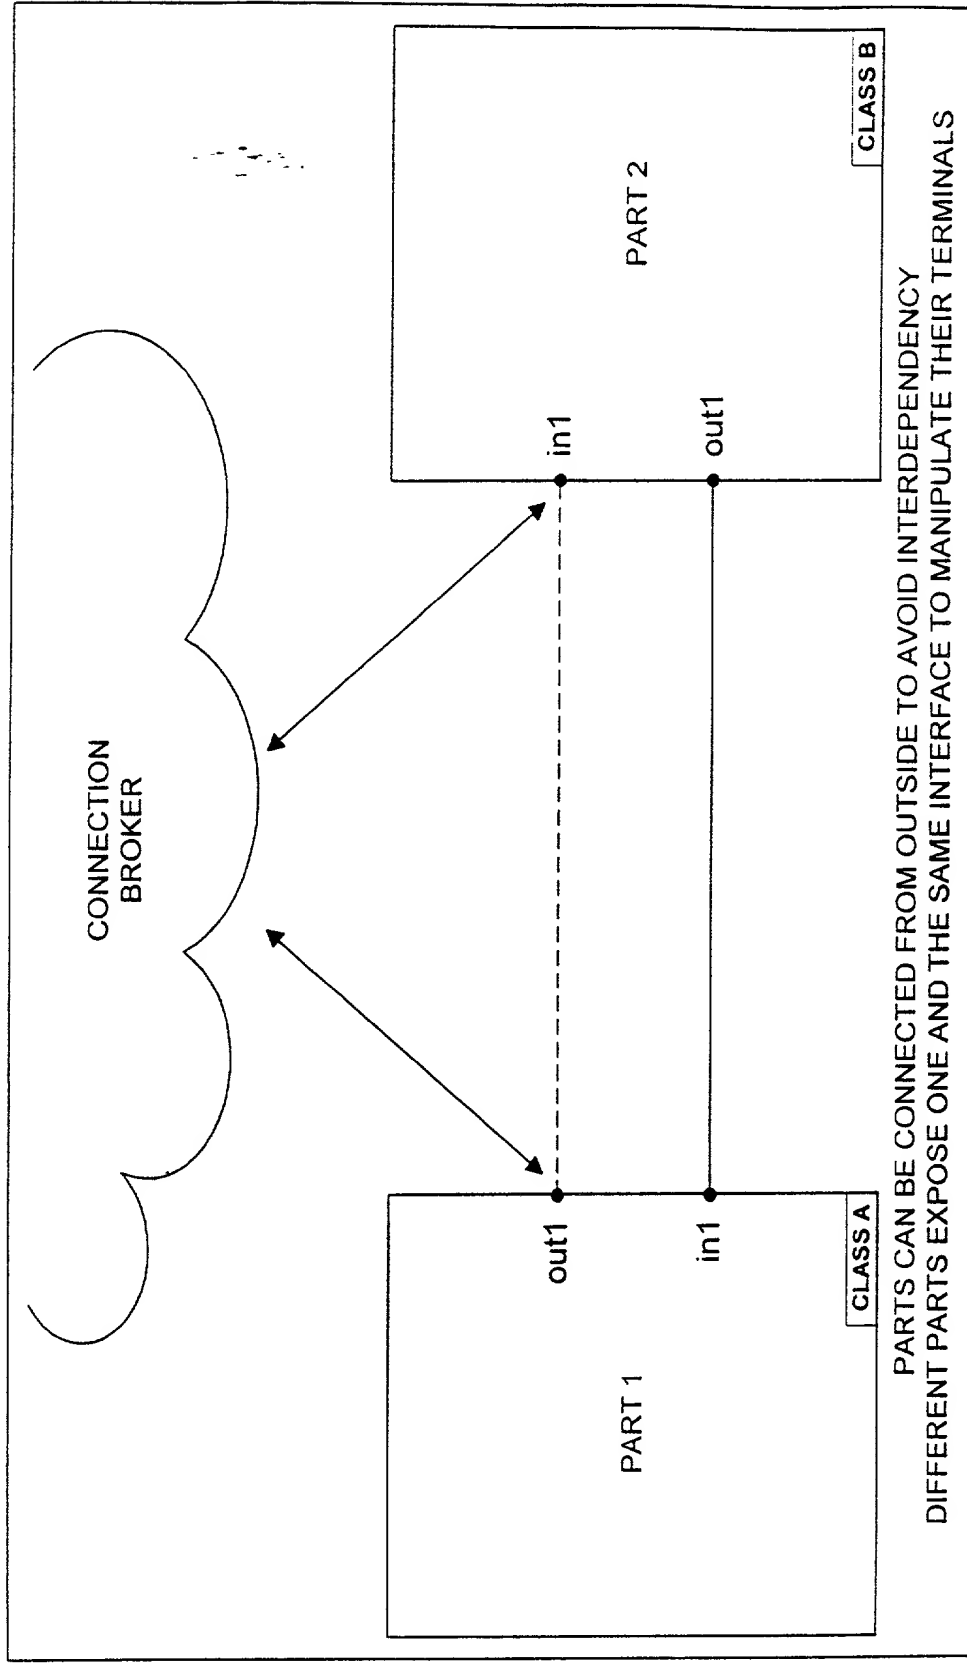 CONNECTION
BROKER
PART 1
out1
in1
CLASS A
in1
out1
PART 2
CLASS B
PARTS CAN BE CONNECTED FROM OUTSIDE TO AVOID INTERDEPENDENCY
DIFFERENT PARTS EXPOSE ONE AND THE SAME INTERFACE TO MANIPULATE THEIR TERMINALS